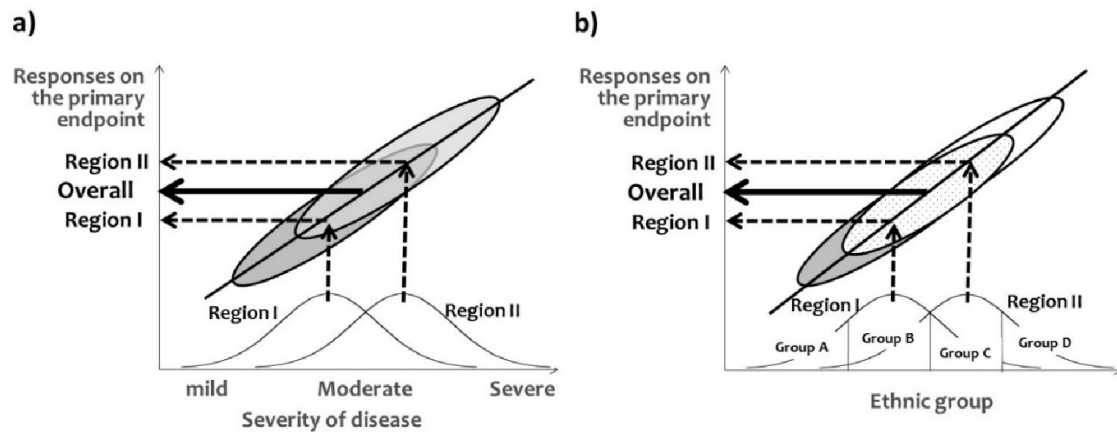 a)
Responses on
the primary
endpoint
Region II
Overall
Region I
Region I
Region II
mild Moderate Severe
Severity of disease
b)
Responses on
the primary
endpoint
Region II
Overall
Region I
Region I
Region II
Group A
Group B
Group C
Group D
Ethnic group